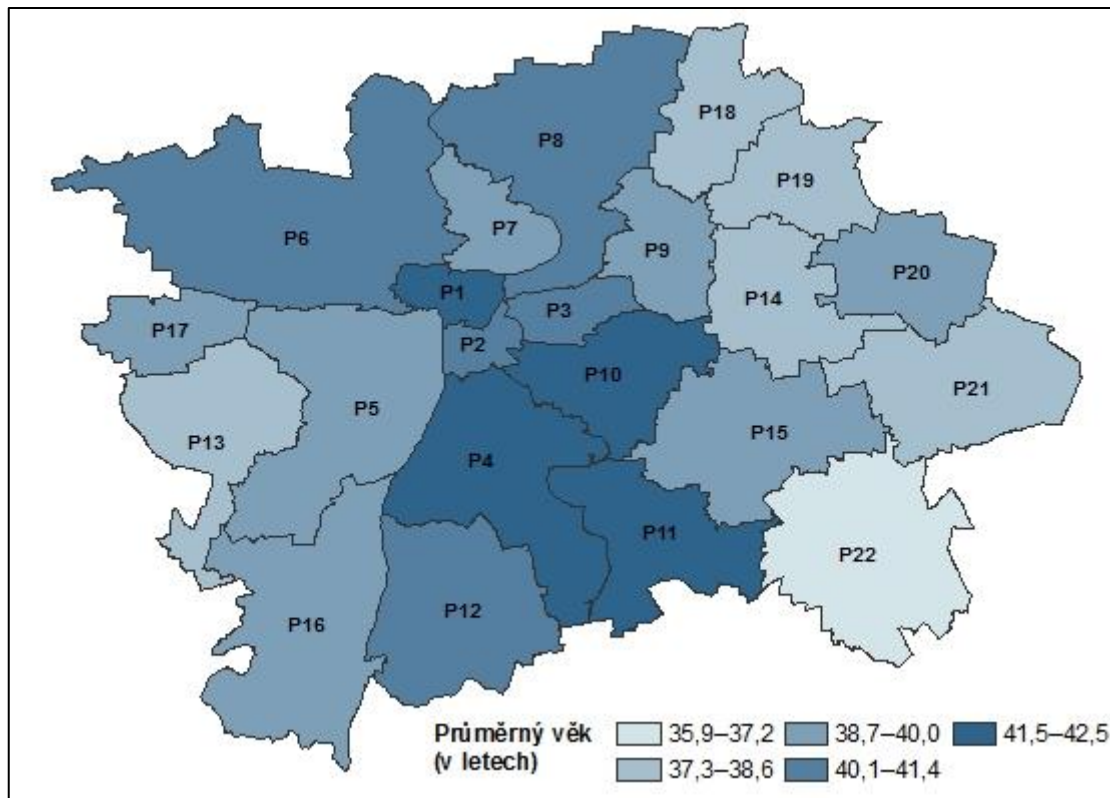 P18
P8
P19
P7
P6
P9
P20
P1
P14
P3
P17
P2
P10
P21
P5
P15
P13
P4
P11
P22
P12
P16
Průměrný věk
(v letech)
35,9–37,2
38,7–40,0
41,5–42,5
37,3–38,6
40,1–41,4